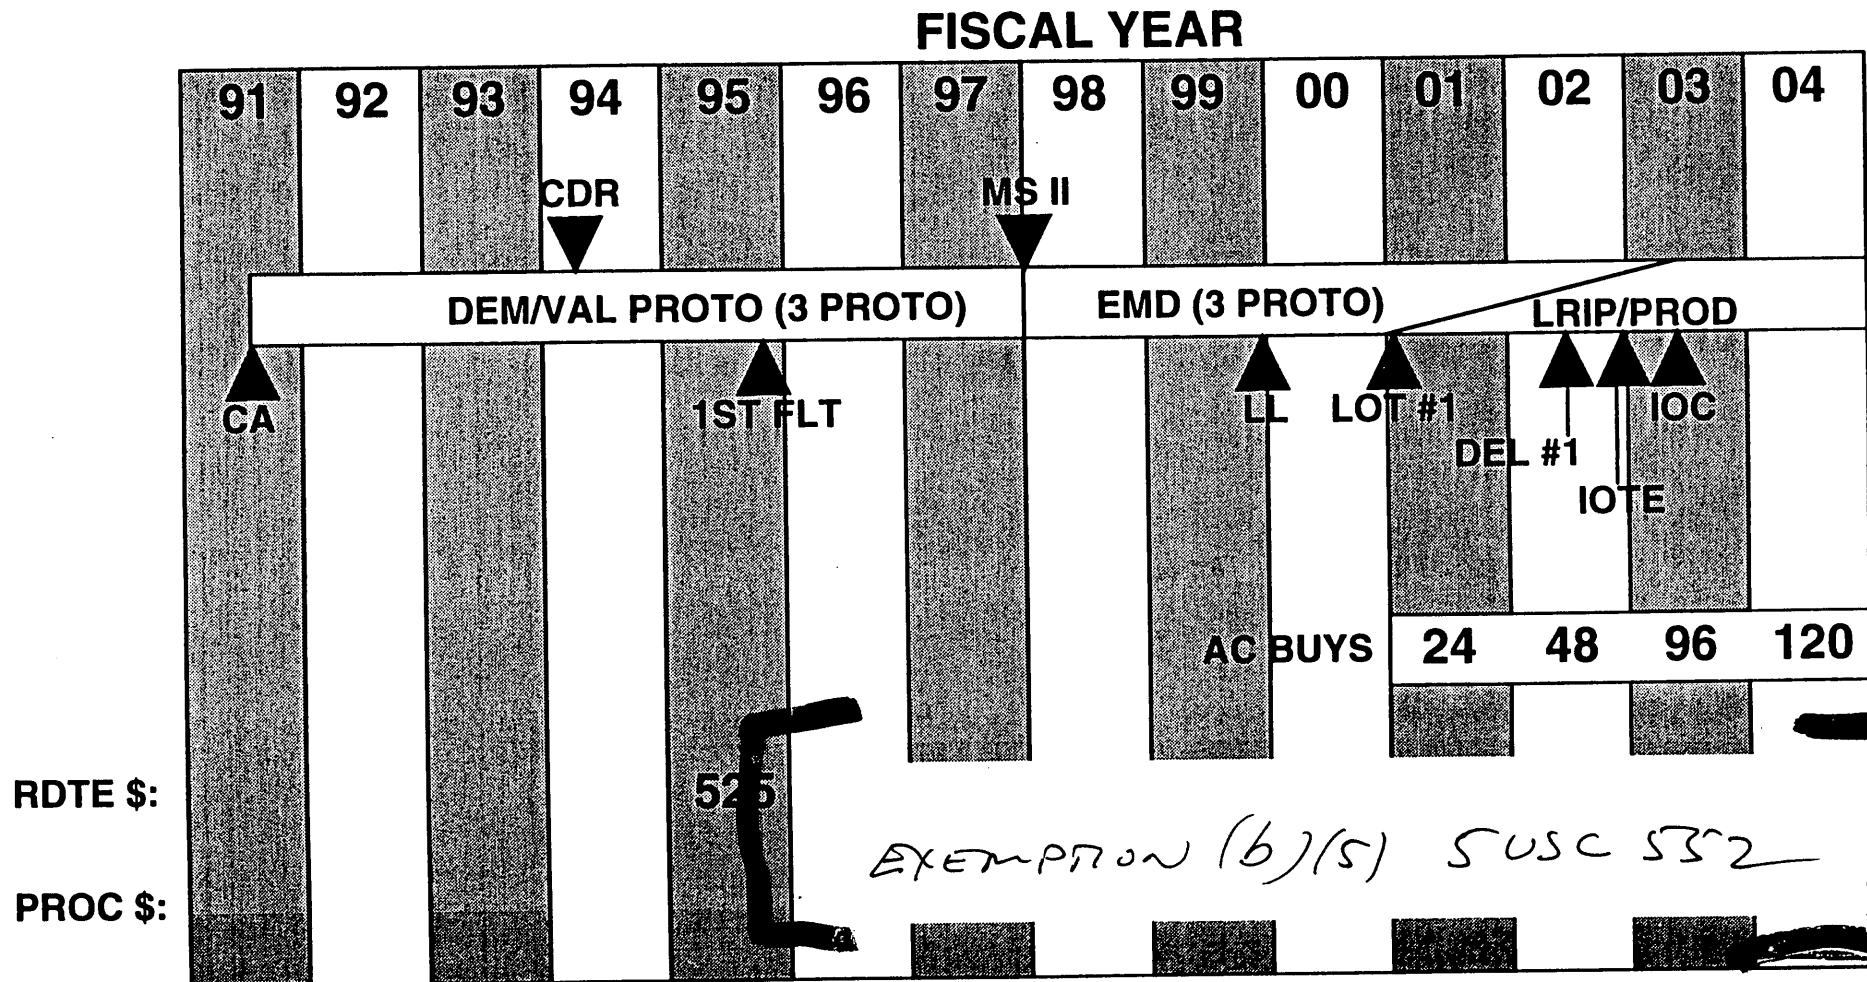 FISCAL YEAR
91 92 93 94 95 96 97 98 99 00 01 02 03 04
CDR MS II
DEM/VAL PROTO (3 PROTO) EMD (3 PROTO) LRIP/PROD
CA 1ST FLT LL LOT #1 IOC
DEL #1
IOTE
AC BUYS 24 48 96 120
RDTE $: 525
EXEMPTION (b)(5) 5 USC 552
PROC $: